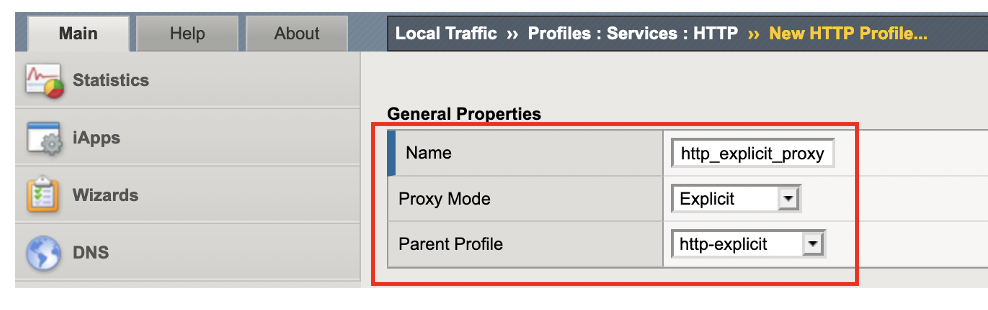 Main
Help
About
Local Traffic ›› Profiles : Services : HTTP ›› New HTTP Profile...
Statistics
iApps
Wizards
DNS
General Properties
Name
http_explicit_proxy
Proxy Mode
Explicit
Parent Profile
http-explicit